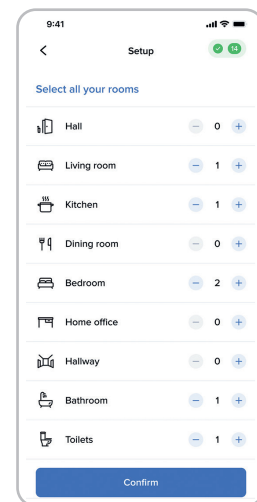 9:41
Setup
14
Select all your rooms
Hall − 0 +
Living room − 1 +
Kitchen − 1 +
Dining room − 0 +
Bedroom − 2 +
Home office − 0 +
Hallway − 0 +
Bathroom − 1 +
Toilets − 1 +
Confirm